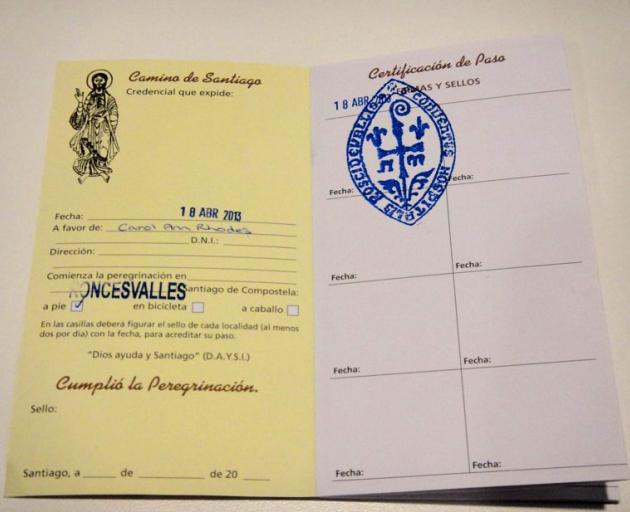 Camino de Santiago
Credencial que expide:
Fecha: 18 ABR 2013
A favor de: Carol Ann Rhodes
D.N.I.:
Dirección:
Comienza la peregrinación en
RONCESVALLES Santiago de Compostela:
a pie ✓ en bicicleta a caballo
En las casillas deberá figurar el sello de cada localidad (al menos
dos por día) con la fecha, para acreditar su paso.
"Dios ayuda y Santiago" (D.A.Y.S.I.)
Cumplió la Peregrinación.
Sello:
Santiago, a de de 20
Certificación de Paso
FIRMAS Y SELLOS
18 ABR
CONVENTUS HOSPITALS ROSCIDEVALLIS
Fecha: Fecha:
Fecha: Fecha:
Fecha: Fecha:
Fecha: Fecha: